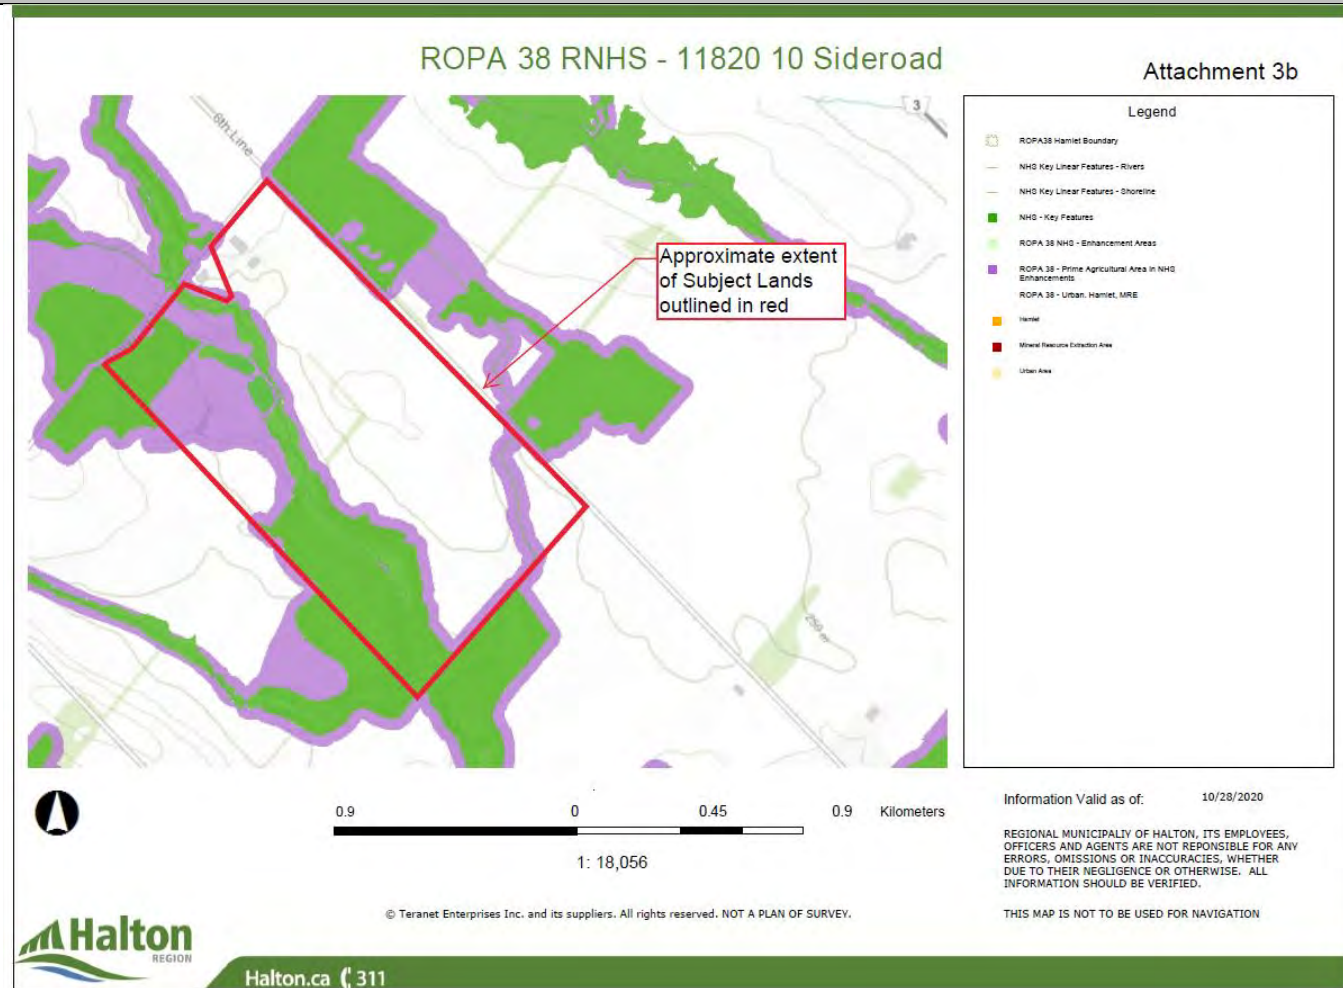 ROPA 38 RNHS - 11820 10 Sideroad
Attachment 3b
6th Line
3
Approximate extent
of Subject Lands
outlined in red
259 m
Legend
ROPA38 Hamlet Boundary
NHS Key Linear Features - Rivers
NHS Key Linear Features - Shoreline
NHS - Key Features
ROPA 38 NHS - Enhancement Areas
ROPA 38 - Prime Agricultural Area in NHS
Enhancements
ROPA 38 - Urban, Hamlet, MRE
Hamlet
Mineral Resource Extraction Area
Urban Area
0.9 0 0.45 0.9 Kilometers
1: 18,056
Information Valid as of: 10/28/2020
REGIONAL MUNICIPALIY OF HALTON, ITS EMPLOYEES,
OFFICERS AND AGENTS ARE NOT REPONSIBLE FOR ANY
ERRORS, OMISSIONS OR INACCURACIES, WHETHER
DUE TO THEIR NEGLIGENCE OR OTHERWISE. ALL
INFORMATION SHOULD BE VERIFIED.
THIS MAP IS NOT TO BE USED FOR NAVIGATION
© Teranet Enterprises Inc. and its suppliers. All rights reserved. NOT A PLAN OF SURVEY.
Halton
REGION
Halton.ca 311